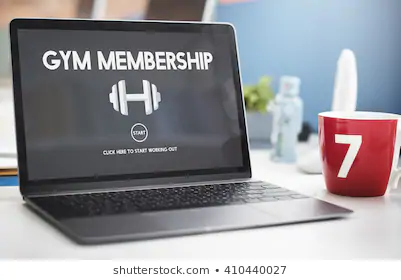 GYM MEMBERSHIP
START
CLICK HERE TO START WORKING OUT
7
shutterstock.com • 410440027